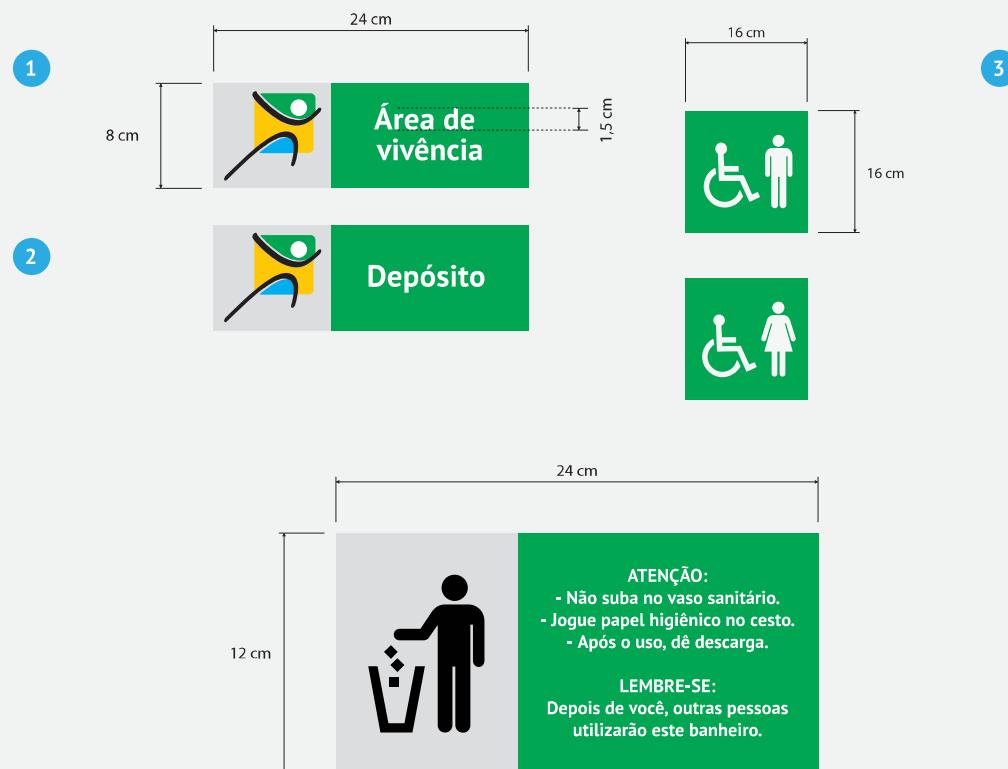 24 cm
1
8 cm
Área de
vivência
1,5 cm
2
Depósito
16 cm
3
16 cm
24 cm
12 cm
ATENÇÃO:
- Não suba no vaso sanitário.
- Jogue papel higiênico no cesto.
- Após o uso, dê descarga.
LEMBRE-SE:
Depois de você, outras pessoas
utilizarão este banheiro.